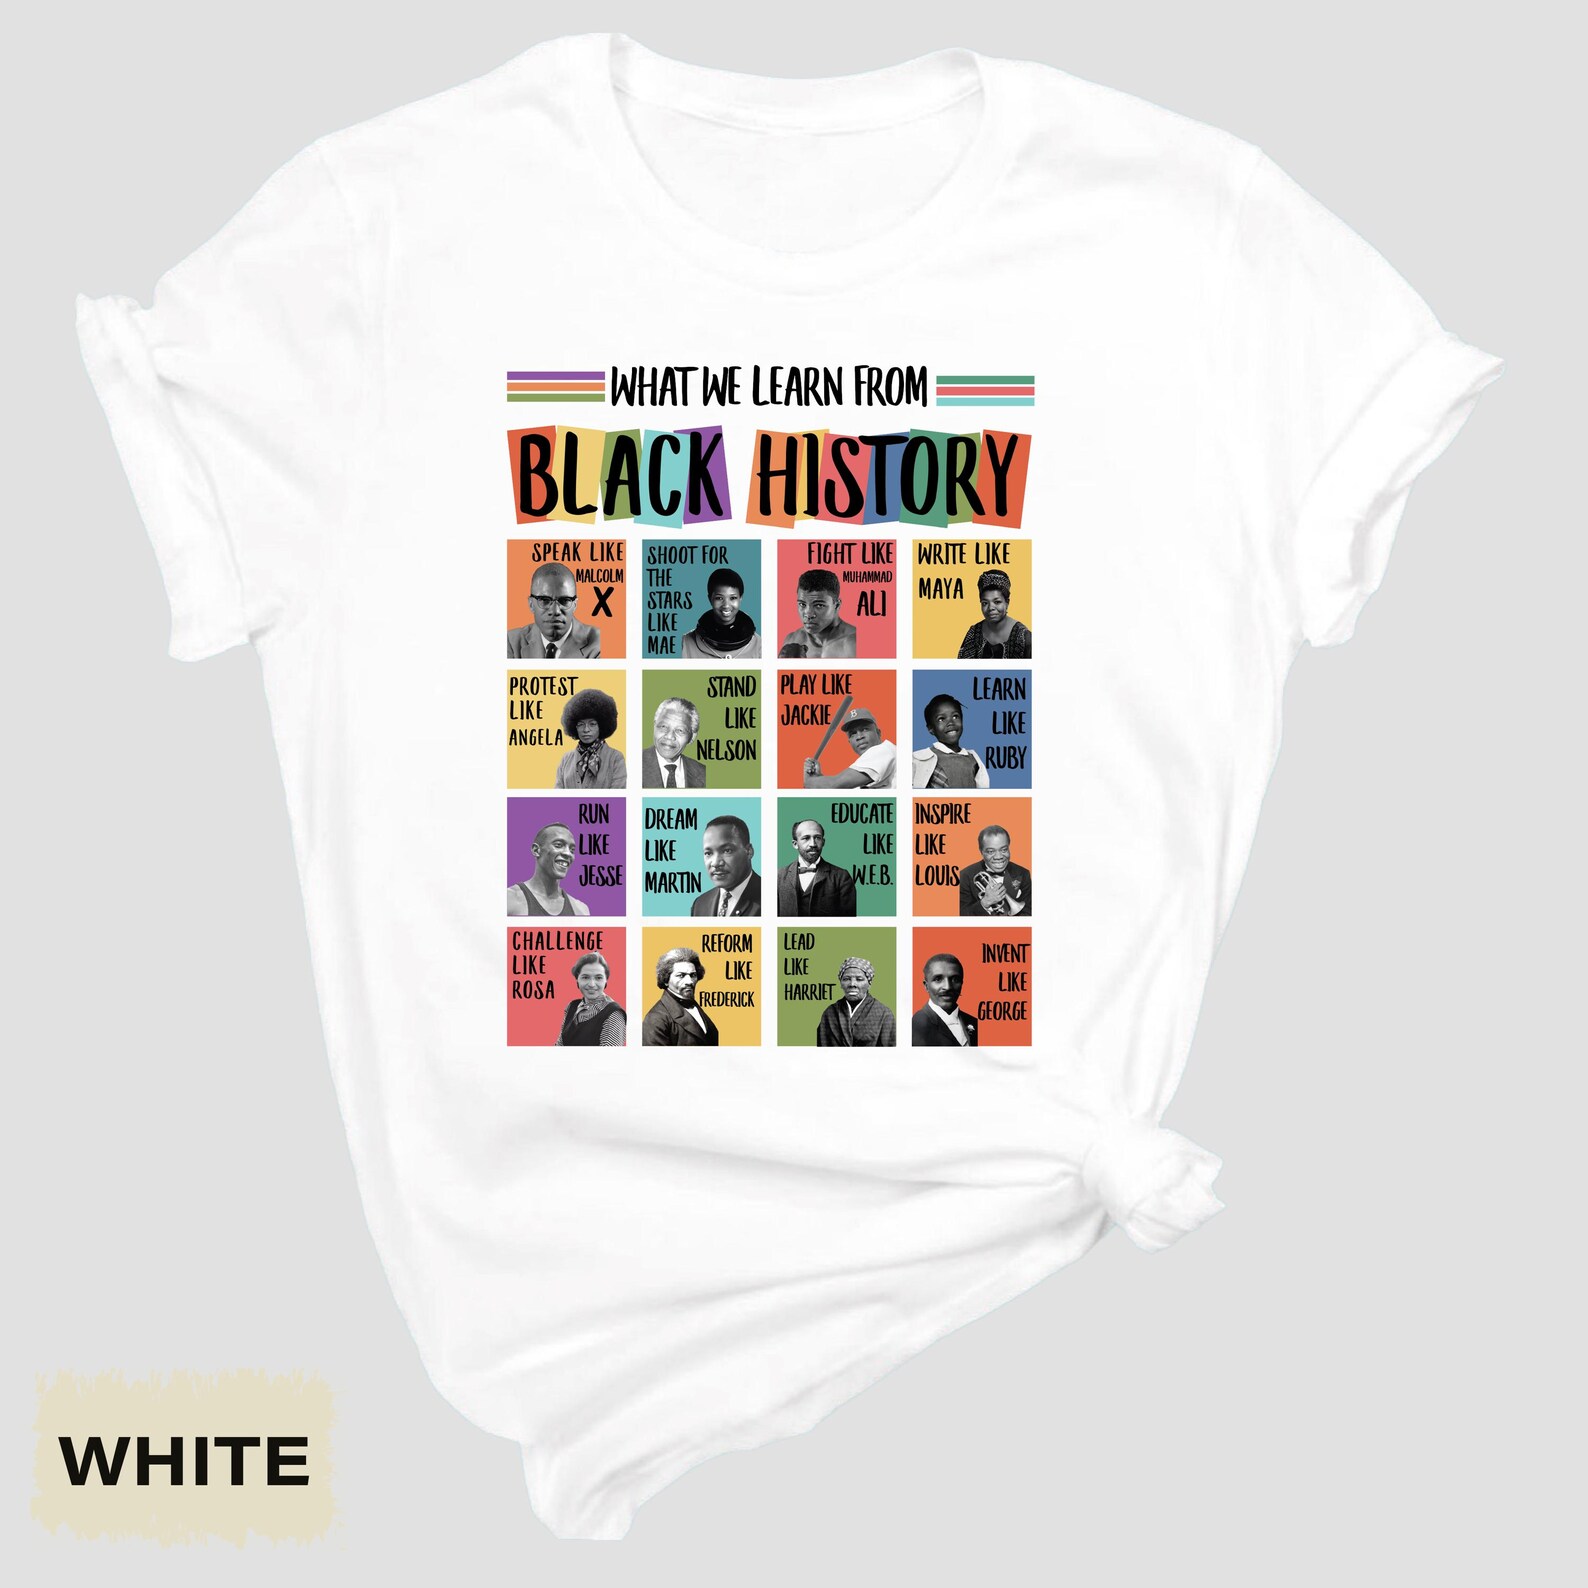 WHAT WE LEARN FROM
BLACK HISTORY
SPEAK LIKE
MALCOLM
X
SHOOT FOR
THE
STARS
LIKE
MAE
FIGHT LIKE
MUHAMMAD
ALI
WRITE LIKE
MAYA
PROTEST
LIKE
ANGELA
STAND
LIKE
NELSON
PLAY LIKE
JACKIE
B
LEARN
LIKE
RUBY
RUN
LIKE
JESSE
DREAM
LIKE
MARTIN
EDUCATE
LIKE
W.E.B.
INSPIRE
LIKE
LOUIS
CHALLENGE
LIKE
ROSA
REFORM
LIKE
FREDERICK
LEAD
LIKE
HARRIET
INVENT
LIKE
GEORGE
WHITE